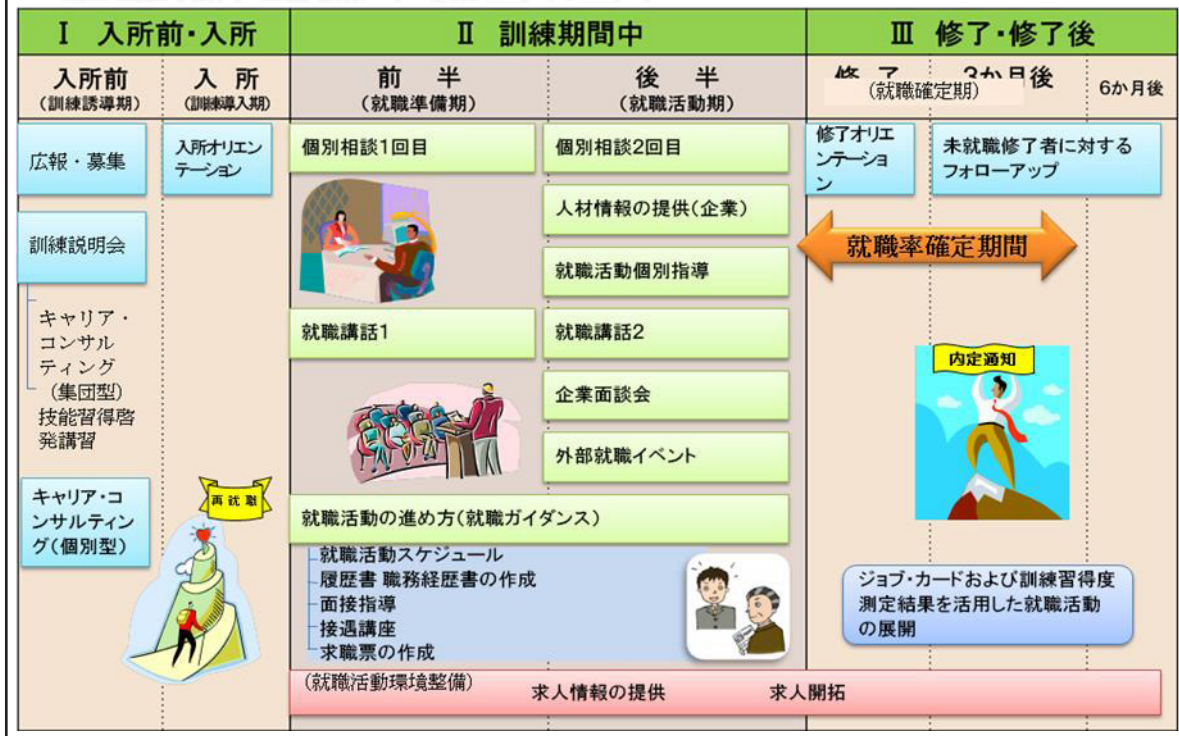 Ⅰ 入所前・入所
Ⅱ 訓練期間中
Ⅲ 修了・修了後
入所前
(訓練誘導期)
入 所
(訓練導入期)
前 半
(就職準備期)
後 半
(就職活動期)
修 了
3か月後
(就職確定期)
6か月後
広報・募集
入所オリエン
テーション
個別相談1回目
個別相談2回目
修了オリエ
ンテーショ
ン
未就職修了者に対する
フォローアップ
人材情報の提供(企業)
訓練説明会
就職活動個別指導
就職率確定期間
キャリア・
コンサル
ティング
(集団型)
技能習得啓
発講習
就職講話1
就職講話2
内定通知
企業面談会
外部就職イベント
キャリア・コ
ンサルティン
グ(個別型)
再就職
就職活動の進め方(就職ガイダンス)
就職活動スケジュール
履歴書 職務経歴書の作成
面接指導
接遇講座
求職票の作成
ジョブ・カードおよび訓練習得度
測定結果を活用した就職活動
の展開
(就職活動環境整備)
求人情報の提供
求人開拓